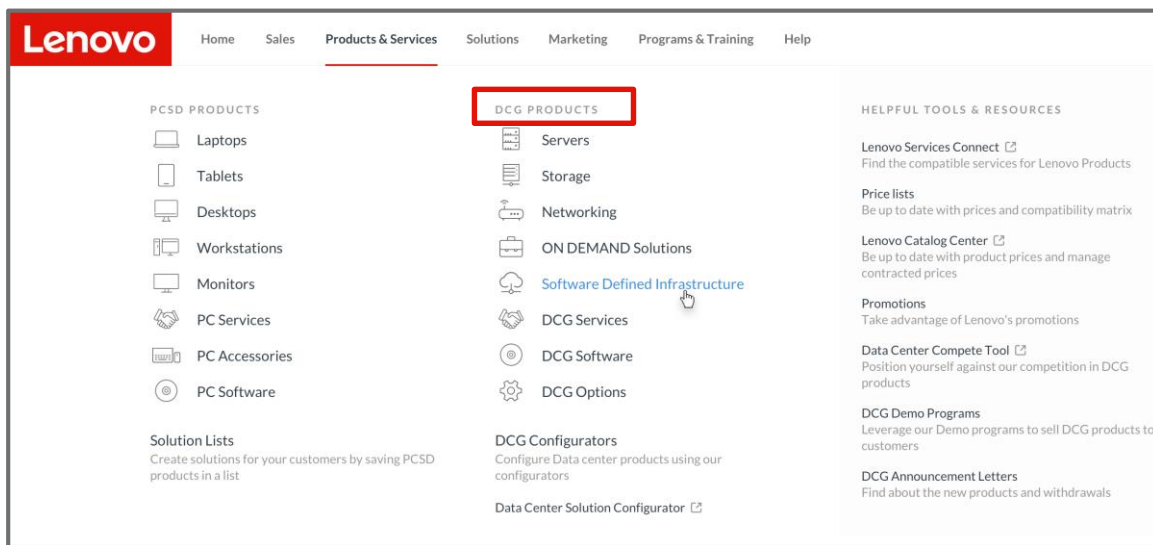 Lenovo
Home Sales Products & Services Solutions Marketing Programs & Training Help
PCSD PRODUCTS
Laptops
Tablets
Desktops
Workstations
Monitors
PC Services
PC Accessories
PC Software
Solution Lists
Create solutions for your customers by saving PCSD
products in a list
DCG PRODUCTS
Servers
Storage
Networking
ON DEMAND Solutions
Software Defined Infrastructure
DCG Services
DCG Software
DCG Options
DCG Configurators
Configure Data center products using our
configurators
Data Center Solution Configurator
HELPFUL TOOLS & RESOURCES
Lenovo Services Connect
Find the compatible services for Lenovo Products
Price lists
Be up to date with prices and compatibility matrix
Lenovo Catalog Center
Be up to date with product prices and manage
contracted prices
Promotions
Take advantage of Lenovo's promotions
Data Center Compete Tool
Position yourself against our competition in DCG
products
DCG Demo Programs
Leverage our Demo programs to sell DCG products to
customers
DCG Announcement Letters
Find about the new products and withdrawals